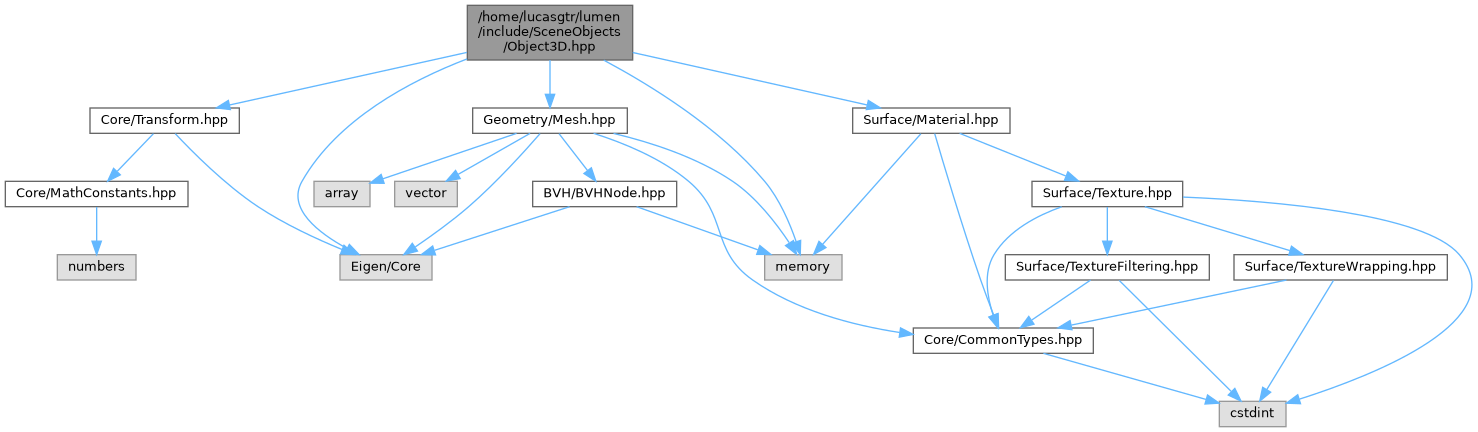 /home/lucasgtr/lumen
/include/SceneObjects
/Object3D.hpp
Core/Transform.hpp
Geometry/Mesh.hpp
Surface/Material.hpp
Core/MathConstants.hpp
array
vector
BVH/BVHNode.hpp
Surface/Texture.hpp
numbers
Eigen/Core
memory
Surface/TextureFiltering.hpp
Surface/TextureWrapping.hpp
Core/CommonTypes.hpp
cstdint